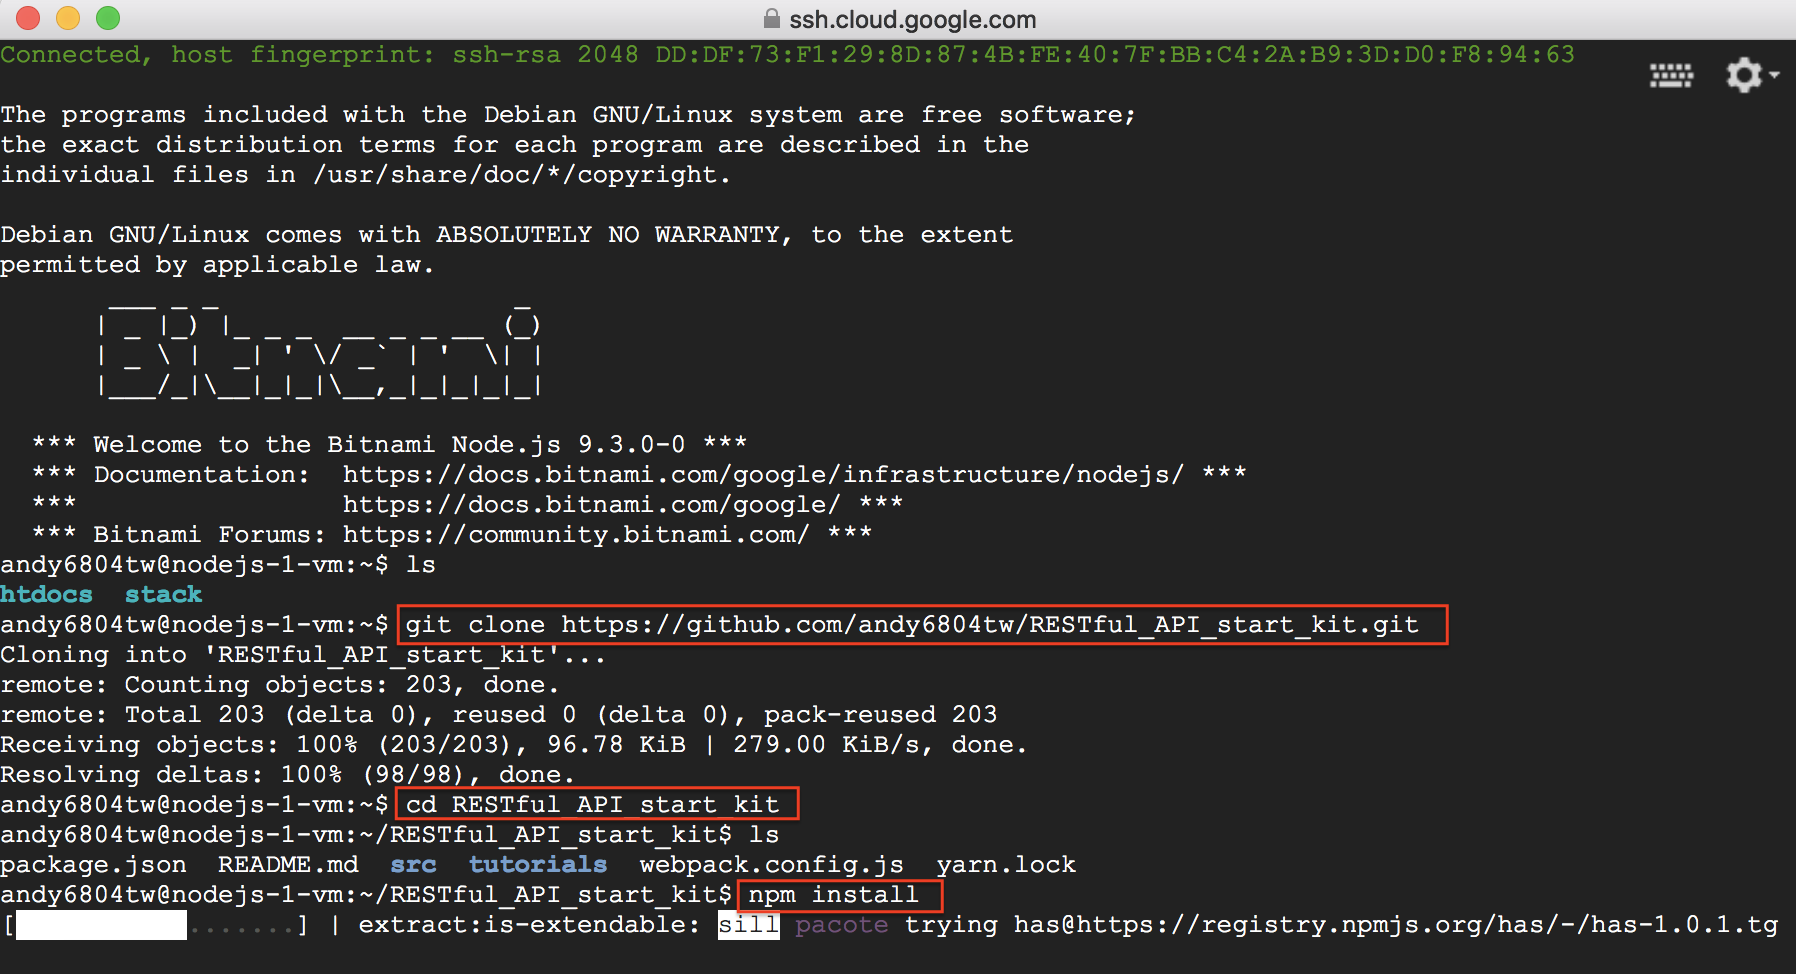 ssh.cloud.google.com
Connected, host fingerprint: ssh-rsa 2048 DD:DF:73:F1:29:8D:87:4B:FE:40:7F:BB:C4:2A:B9:3D:D0:F8:94:63
The programs included with the Debian GNU/Linux system are free software;
the exact distribution terms for each program are described in the
individual files in /usr/share/doc/*/copyright.
Debian GNU/Linux comes with ABSOLUTELY NO WARRANTY, to the extent
permitted by applicable law.
       ___ _ _                   _
      | _ |_) |_ _ _  __ _ _ __ (_)
      | _ \ |  _| ' \/ _` | '  \| |
      |___/_|\__|_|_|\__,_|_|_|_|_|
*** Welcome to the Bitnami Node.js 9.3.0-0 ***
*** Documentation:  https://docs.bitnami.com/google/infrastructure/nodejs/ ***
***                 https://docs.bitnami.com/google/ ***
*** Bitnami Forums: https://community.bitnami.com/ ***
andy6804tw@nodejs-1-vm:~$ ls
htdocs  stack
andy6804tw@nodejs-1-vm:~$ git clone https://github.com/andy6804tw/RESTful_API_start_kit.git
Cloning into 'RESTful_API_start_kit'...
remote: Counting objects: 203, done.
remote: Total 203 (delta 0), reused 0 (delta 0), pack-reused 203
Receiving objects: 100% (203/203), 96.78 KiB | 279.00 KiB/s, done.
Resolving deltas: 100% (98/98), done.
andy6804tw@nodejs-1-vm:~$ cd RESTful_API_start_kit
andy6804tw@nodejs-1-vm:~/RESTful_API_start_kit$ ls
package.json  README.md  src  tutorials  webpack.config.js  yarn.lock
andy6804tw@nodejs-1-vm:~/RESTful_API_start_kit$ npm install
[           .......] | extract:is-extendable: sill pacote trying has@https://registry.npmjs.org/has/-/has-1.0.1.tg